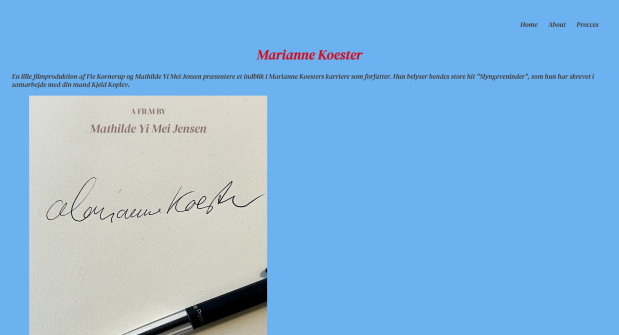 Home About Proces
Marianne Koester
En lille filmproduktion af Fie Kornerup og Mathilde Yi Mei Jensen præsentere et indblik i Marianne Koesters karriere som forfatter. Hun belyser hendes store hit "Slyngeveninder", som hun har skrevet i
samarbejde med din mand Kjeld Koplev.
A FILM BY
Mathilde Yi Mei Jensen
Marianne Koester